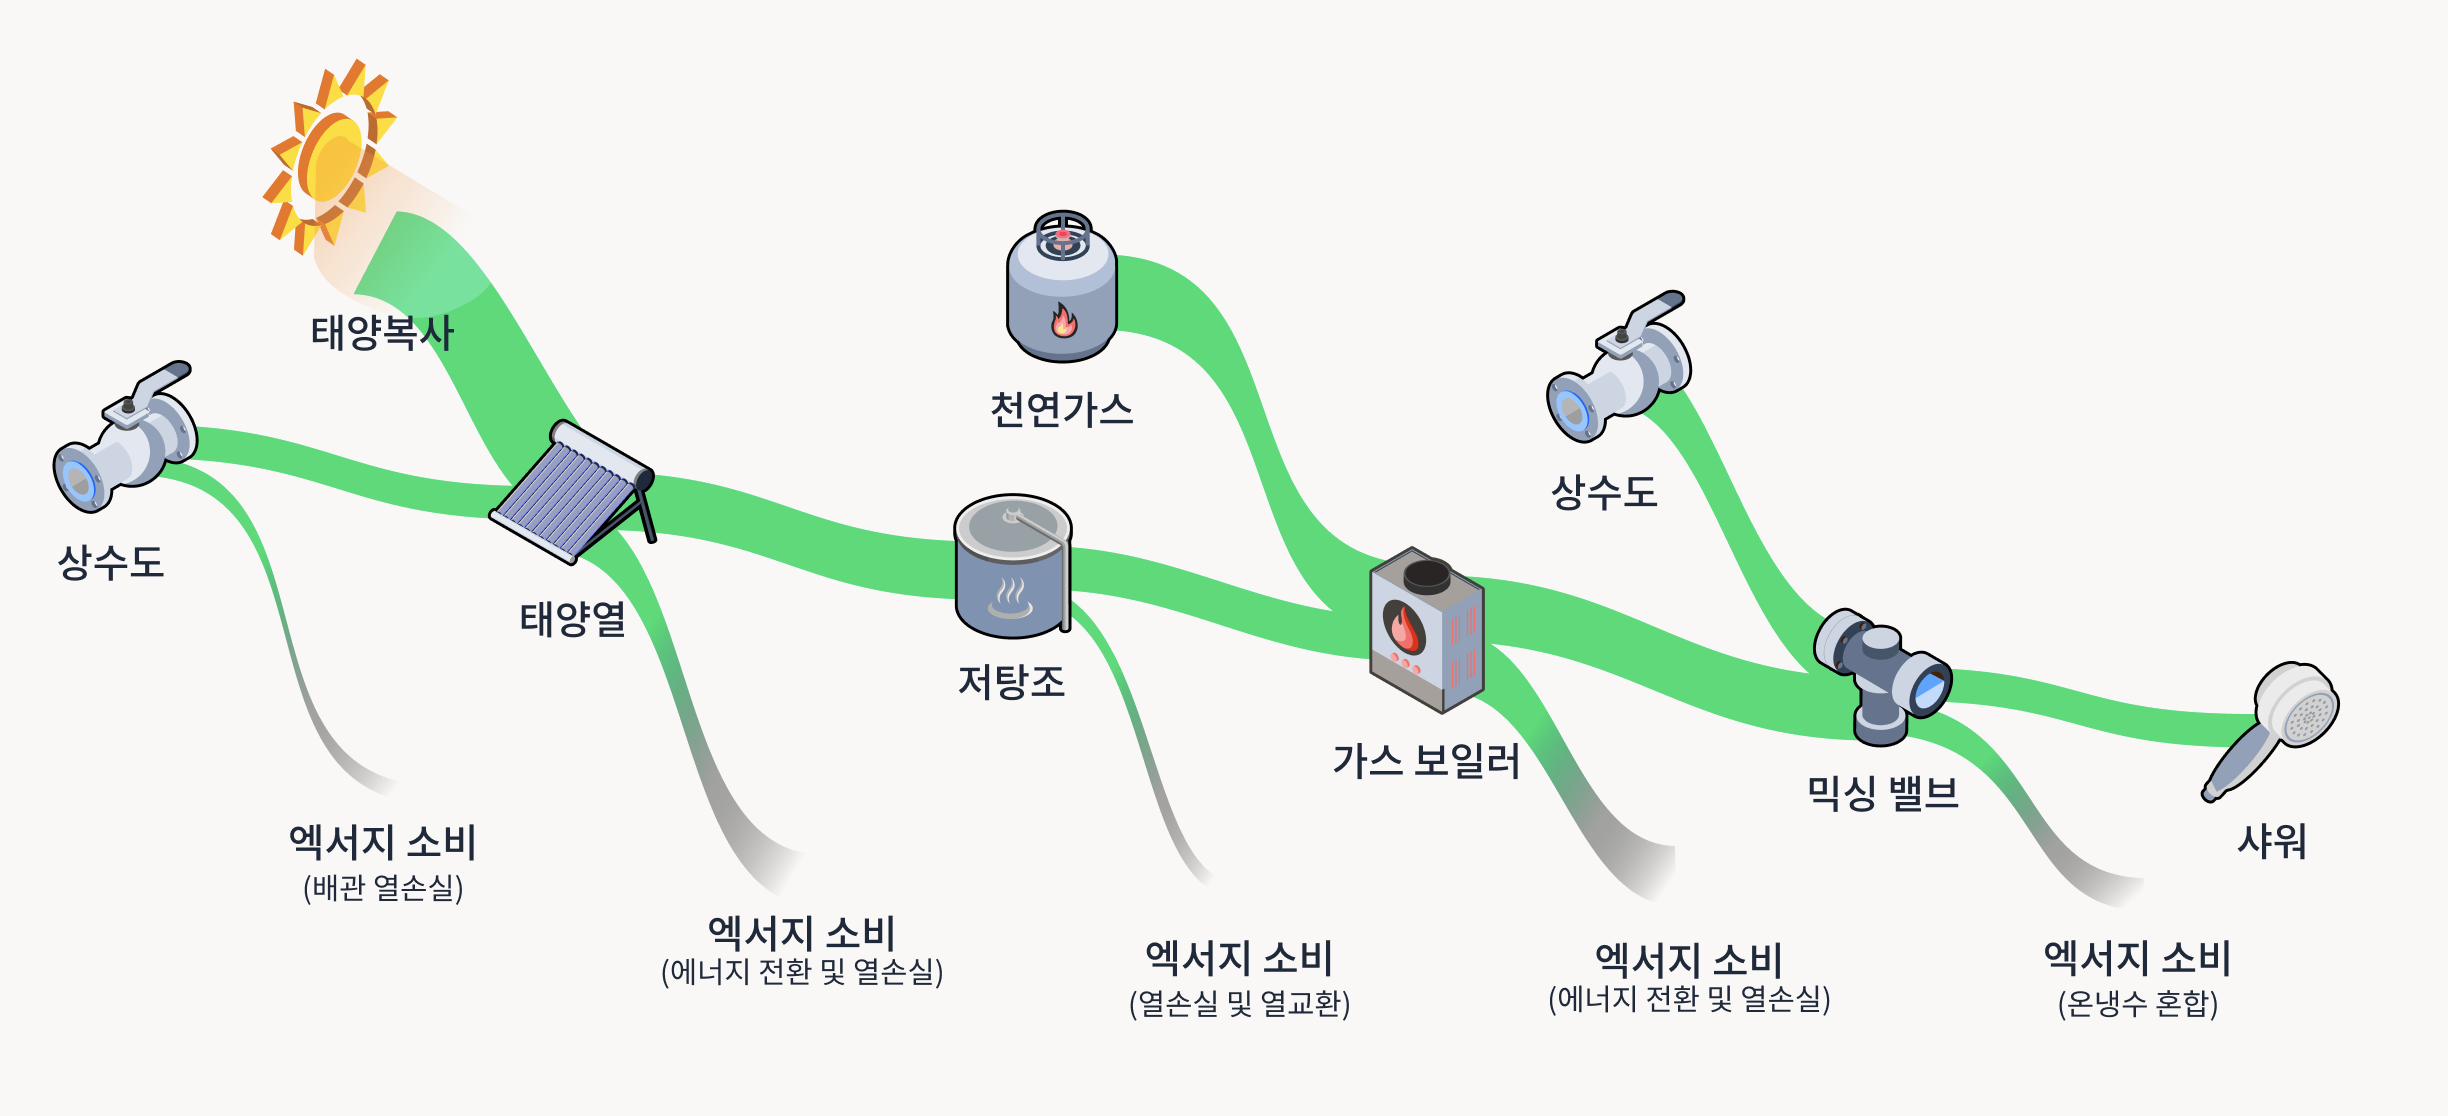 태양복사
상수도
엑서지 소비
(배관 열손실)
태양열
엑서지 소비
(에너지 전환 및 열손실)
천연가스
저탕조
엑서지 소비
(열손실 및 열교환)
가스 보일러
엑서지 소비
(에너지 전환 및 열손실)
상수도
믹싱 밸브
엑서지 소비
(온냉수 혼합)
샤워